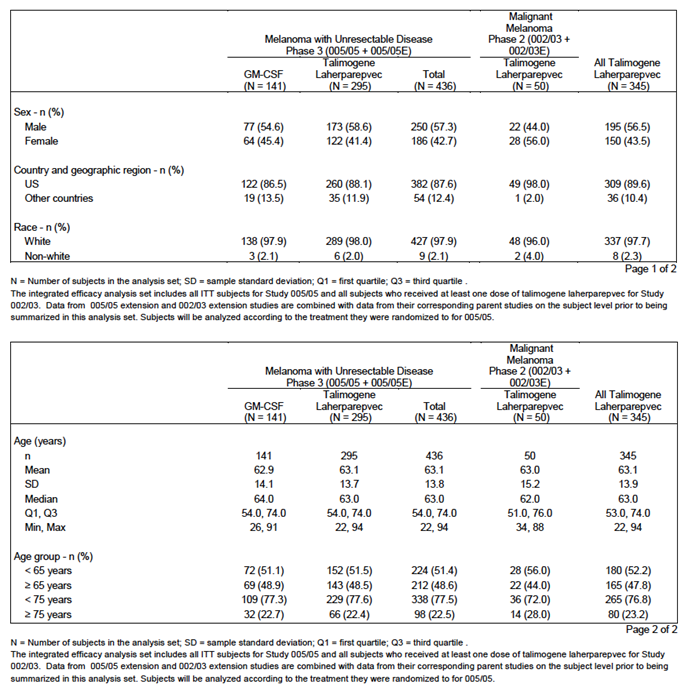 Melanoma with Unresectable Disease
Phase 3 (005/05 + 005/05E)
Malignant
Melanoma
Phase 2 (002/03 +
002/03E)
GM-CSF
(N = 141)
Talimogene
Laherparepvec
(N = 295)
Total
(N = 436)
Talimogene
Laherparepvec
(N = 50)
All Talimogene
Laherparepvec
(N = 345)
Sex - n (%)
Male 77 (54.6) 173 (58.6) 250 (57.3) 22 (44.0) 195 (56.5)
Female 64 (45.4) 122 (41.4) 186 (42.7) 28 (56.0) 150 (43.5)
Country and geographic region - n (%)
US 122 (86.5) 260 (88.1) 382 (87.6) 49 (98.0) 309 (89.6)
Other countries 19 (13.5) 35 (11.9) 54 (12.4) 1 (2.0) 36 (10.4)
Race - n (%)
White 138 (97.9) 289 (98.0) 427 (97.9) 48 (96.0) 337 (97.7)
Non-white 3 (2.1) 6 (2.0) 9 (2.1) 2 (4.0) 8 (2.3)
Page 1 of 2
N = Number of subjects in the analysis set; SD = sample standard deviation; Q1 = first quartile; Q3 = third quartile .
The integrated efficacy analysis set includes all ITT subjects for Study 005/05 and all subjects who received at least one dose of talimogene laherparepvec for Study
002/03. Data from 005/05 extension and 002/03 extension studies are combined with data from their corresponding parent studies on the subject level prior to being
summarized in this analysis set. Subjects will be analyzed according to the treatment they were randomized to for 005/05.
Melanoma with Unresectable Disease
Phase 3 (005/05 + 005/05E)
Malignant
Melanoma
Phase 2 (002/03 +
002/03E)
GM-CSF
(N = 141)
Talimogene
Laherparepvec
(N = 295)
Total
(N = 436)
Talimogene
Laherparepvec
(N = 50)
All Talimogene
Laherparepvec
(N = 345)
Age (years)
n 141 295 436 50 345
Mean 62.9 63.1 63.1 63.0 63.1
SD 14.1 13.7 13.8 15.2 13.9
Median 64.0 63.0 63.0 62.0 63.0
Q1, Q3 54.0, 74.0 54.0, 74.0 54.0, 74.0 51.0, 76.0 53.0, 74.0
Min, Max 26, 91 22, 94 22, 94 34, 88 22, 94
Age group - n (%)
< 65 years 72 (51.1) 152 (51.5) 224 (51.4) 28 (56.0) 180 (52.2)
≥ 65 years 69 (48.9) 143 (48.5) 212 (48.6) 22 (44.0) 165 (47.8)
< 75 years 109 (77.3) 229 (77.6) 338 (77.5) 36 (72.0) 265 (76.8)
≥ 75 years 32 (22.7) 66 (22.4) 98 (22.5) 14 (28.0) 80 (23.2)
Page 2 of 2
N = Number of subjects in the analysis set; SD = sample standard deviation; Q1 = first quartile; Q3 = third quartile .
The integrated efficacy analysis set includes all ITT subjects for Study 005/05 and all subjects who received at least one dose of talimogene laherparepvec for Study
002/03. Data from 005/05 extension and 002/03 extension studies are combined with data from their corresponding parent studies on the subject level prior to being
summarized in this analysis set. Subjects will be analyzed according to the treatment they were randomized to for 005/05.